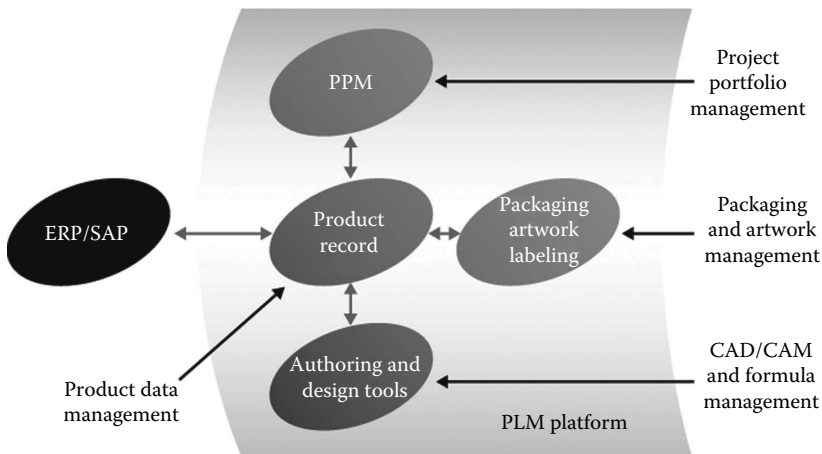 PPM
Project
portfolio
management
ERP/SAP
Product
record
Packaging
artwork
labeling
Packaging
and artwork
management
Authoring and
design tools
CAD/CAM
and formula
management
Product data
management
PLM platform